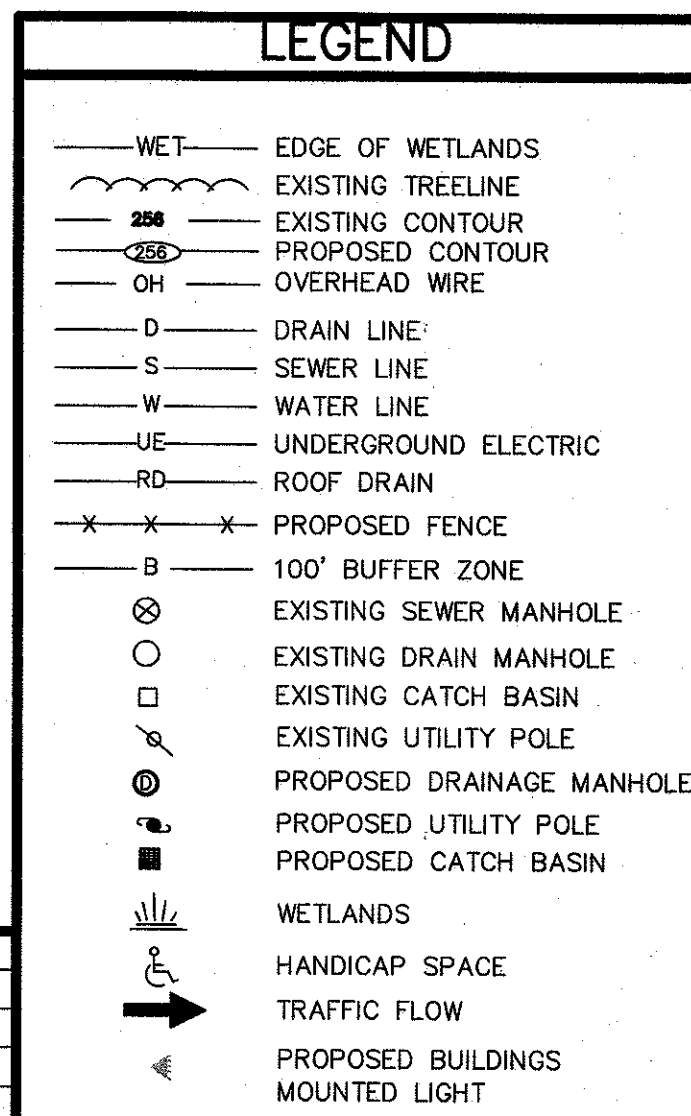 LEGEND
WET EDGE OF WETLANDS
EXISTING TREELINE
256 EXISTING CONTOUR
256 PROPOSED CONTOUR
OH OVERHEAD WIRE
D DRAIN LINE
S SEWER LINE
W WATER LINE
UE UNDERGROUND ELECTRIC
RD ROOF DRAIN
X X X PROPOSED FENCE
B 100' BUFFER ZONE
EXISTING SEWER MANHOLE
EXISTING DRAIN MANHOLE
EXISTING CATCH BASIN
EXISTING UTILITY POLE
D PROPOSED DRAINAGE MANHOLE
PROPOSED UTILITY POLE
PROPOSED CATCH BASIN
WETLANDS
HANDICAP SPACE
TRAFFIC FLOW
PROPOSED BUILDINGS
MOUNTED LIGHT